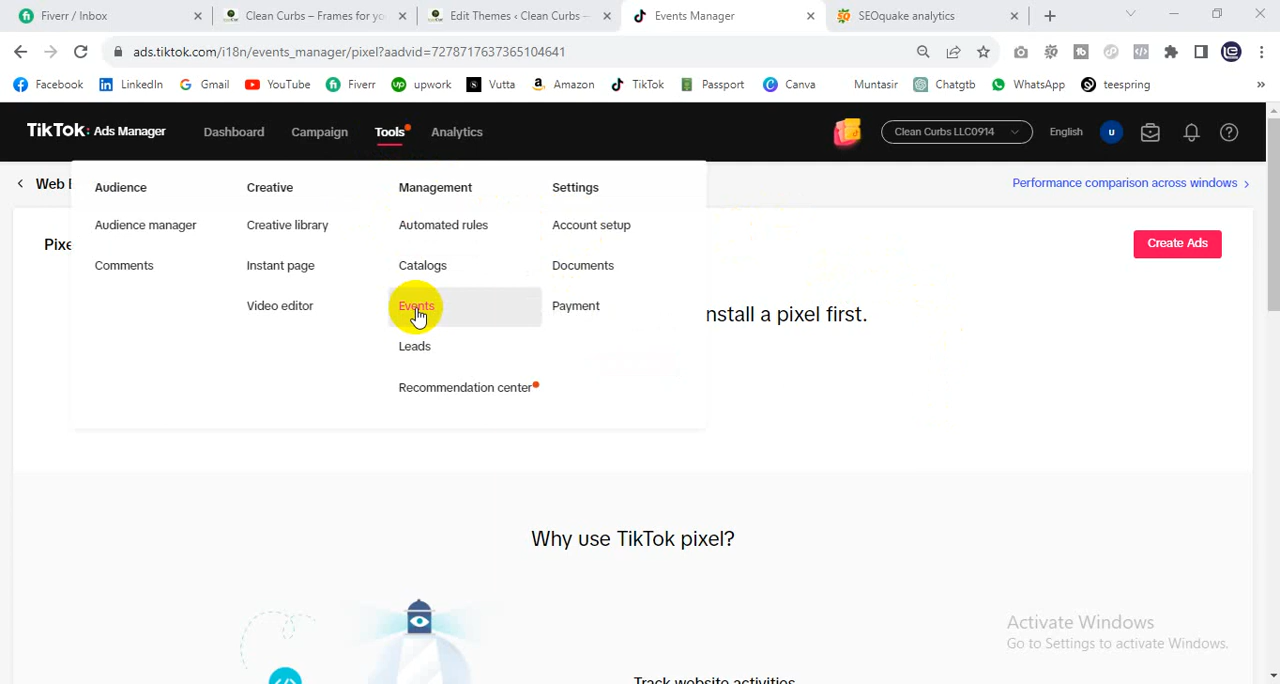 Fiverr / Inbox
Clean Curbs – Frames for yo
Edit Themes ‹ Clean Curbs –
Events Manager
SEOquake analytics
ads.tiktok.com/i18n/events_manager/pixel?aadvid=7278717637365104641
Facebook LinkedIn Gmail YouTube Fiverr upwork Vutta Amazon TikTok Passport Canva Muntasir Chatgtb WhatsApp teespring »
TikTok: Ads Manager Dashboard Campaign Tools Analytics Clean Curbs LLC0914 English u
Web E
Performance comparison across windows
Audience Creative Management Settings
Audience manager Creative library Automated rules Account setup
Comments Instant page Catalogs Documents
Video editor Events Payment
Leads
Recommendation center
Pixe
Create Ads
nstall a pixel first.
Why use TikTok pixel?
Track website activities
Activate Windows
Go to Settings to activate Windows.